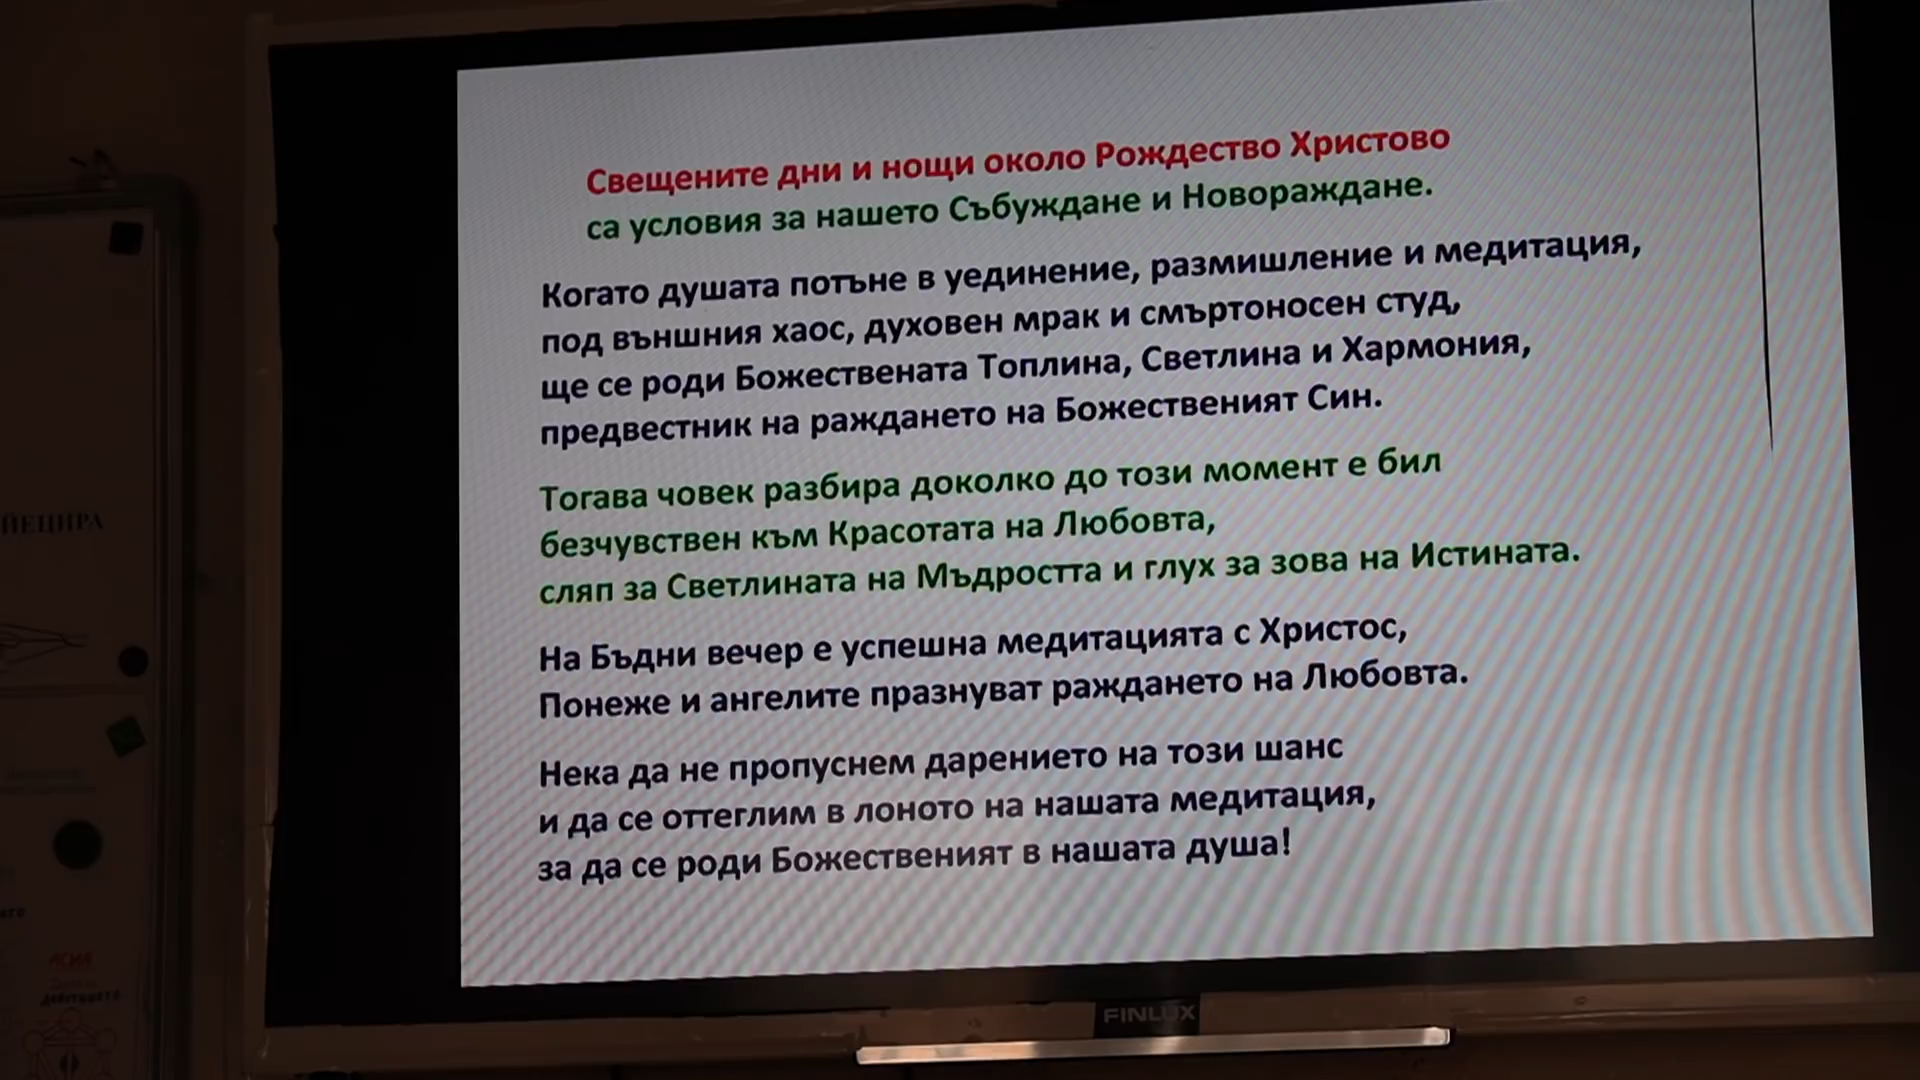 Свещените дни и нощи около Рождество Христово
са условия за нашето Събуждане и Новораждане.
Когато душата потъне в уединение, размишление и медитация,
под външния хаос, духовен мрак и смъртоносен студ,
ще се роди Божествената Топлина, Светлина и Хармония,
предвестник на раждането на Божественият Син.
Тогава човек разбира доколко до този момент е бил
безчувствен към Красотата на Любовта,
сляп за Светлината на Мъдростта и глух за зова на Истината.
На Бъдни вечер е успешна медитацията с Христос,
Понеже и ангелите празнуват раждането на Любовта.
Нека да не пропуснем дарението на този шанс
и да се оттеглим в лоното на нашата медитация,
за да се роди Божественият в нашата душа!
FINLUX
ЙЕЦИРА
АСИЯ